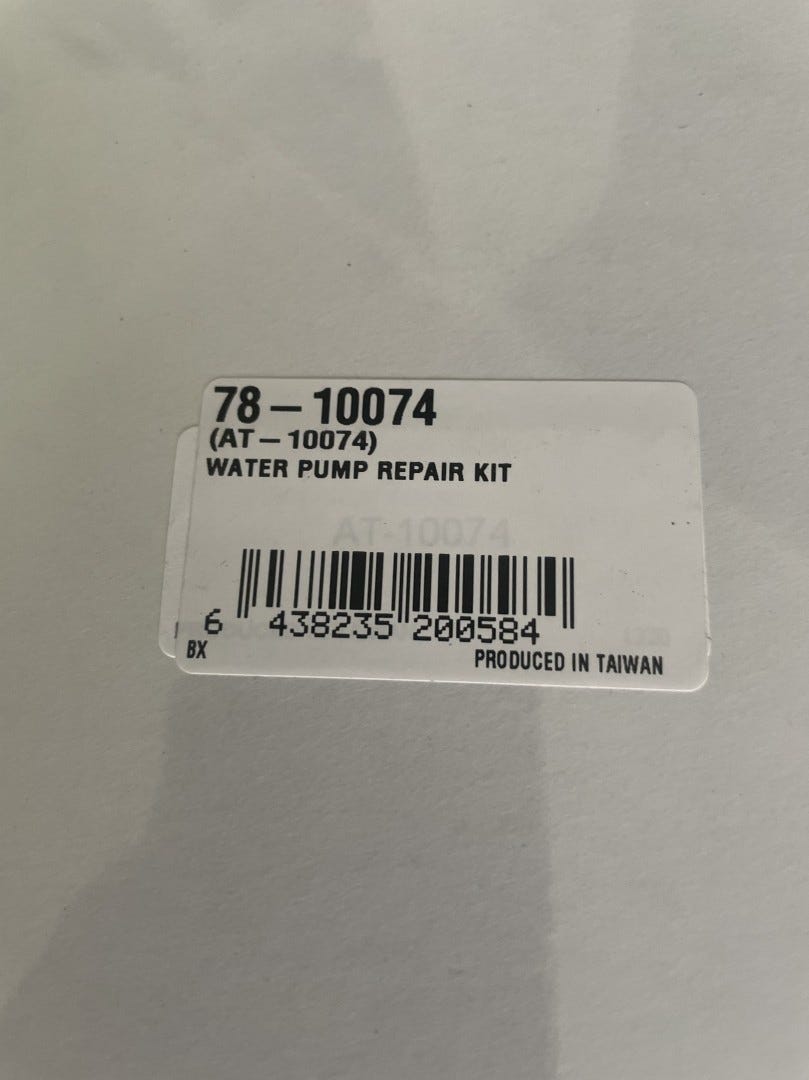 78-10074
(AT-10074)
WATER PUMP REPAIR KIT
AT-10074
6 438235 200584
BX
PRODUCED IN TAIWAN